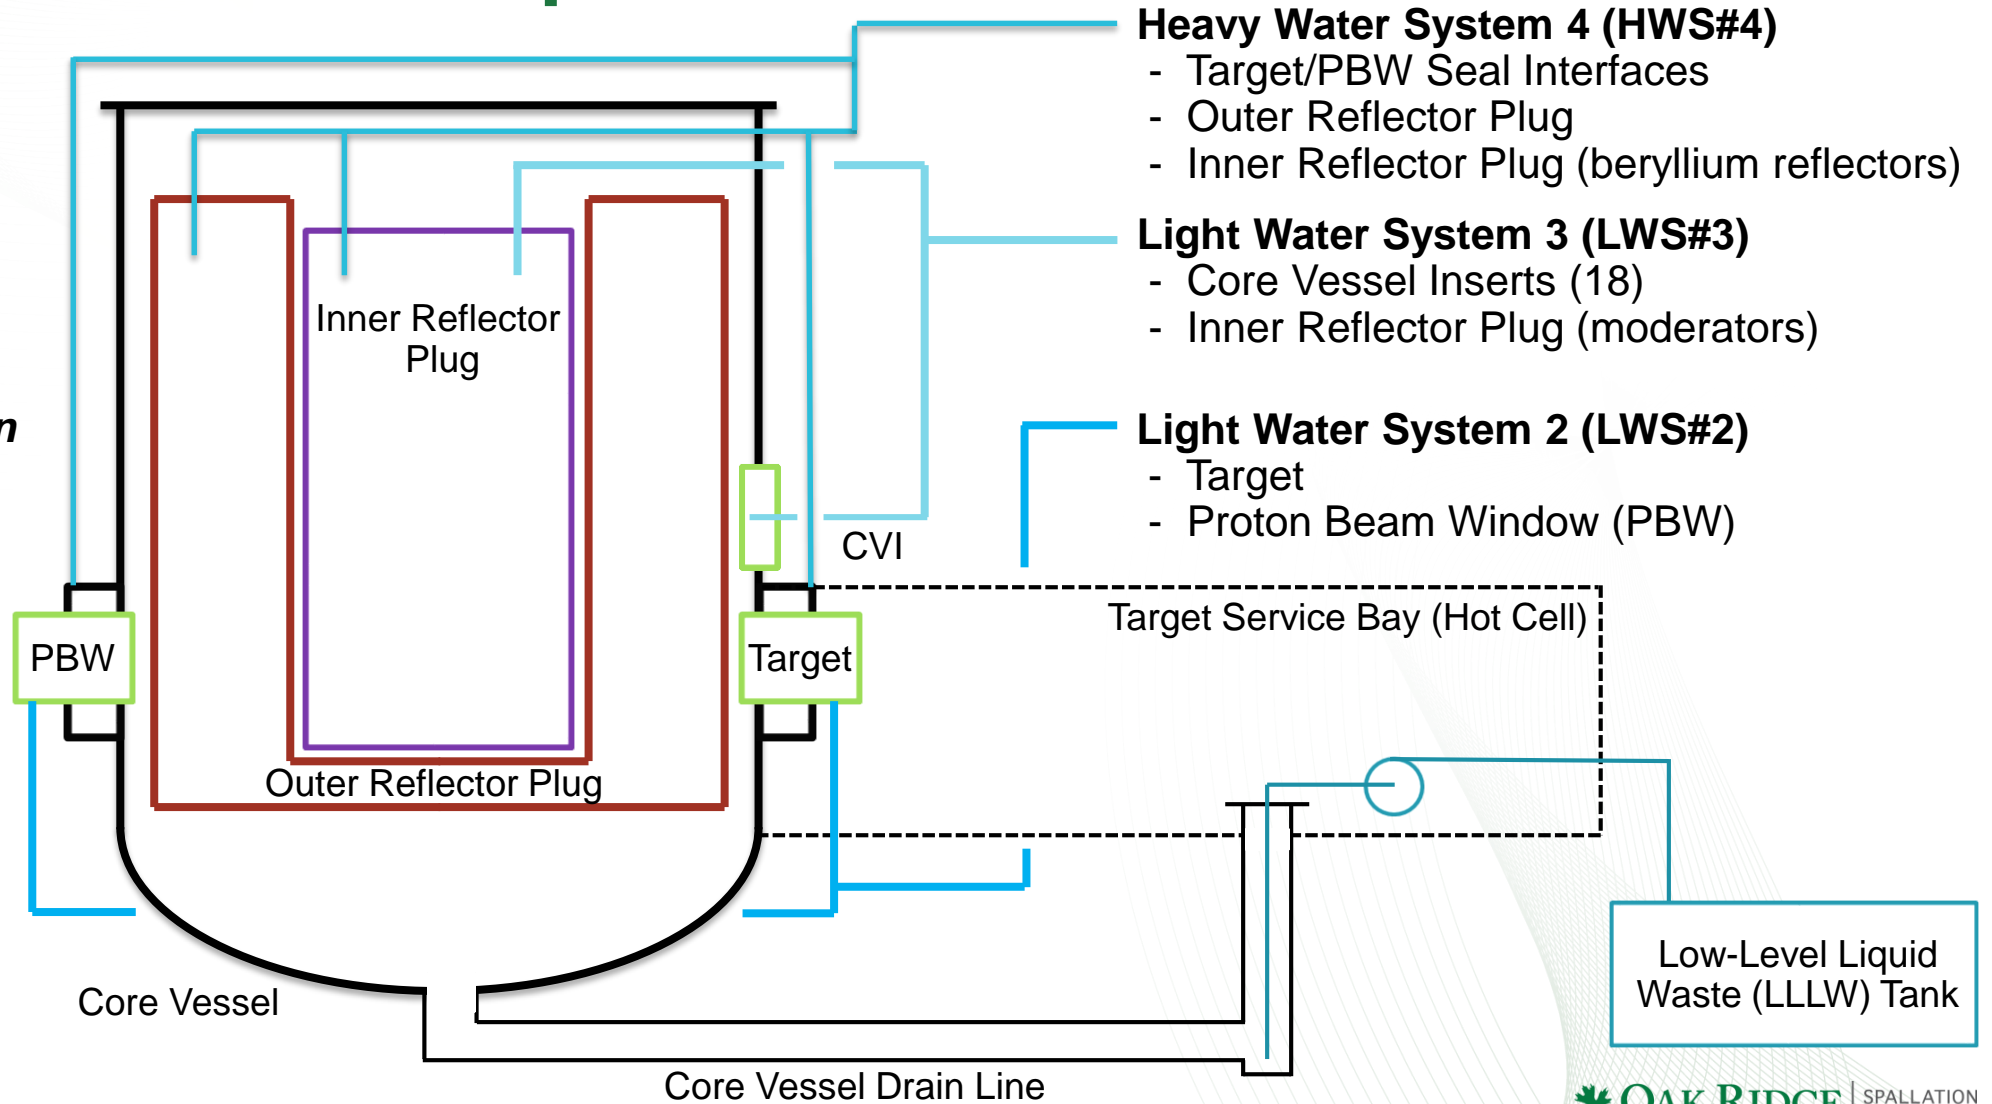 Heavy Water System 4 (HWS#4)
- Target/PBW Seal Interfaces
- Outer Reflector Plug
- Inner Reflector Plug (beryllium reflectors)
Light Water System 3 (LWS#3)
- Core Vessel Inserts (18)
- Inner Reflector Plug (moderators)
Light Water System 2 (LWS#2)
- Target
- Proton Beam Window (PBW)
Inner Reflector
Plug
CVI
Target Service Bay (Hot Cell)
PBW
Target
Outer Reflector Plug
Core Vessel
Core Vessel Drain Line
Low-Level Liquid
Waste (LLLW) Tank
OAK RIDGE
SPALLATION